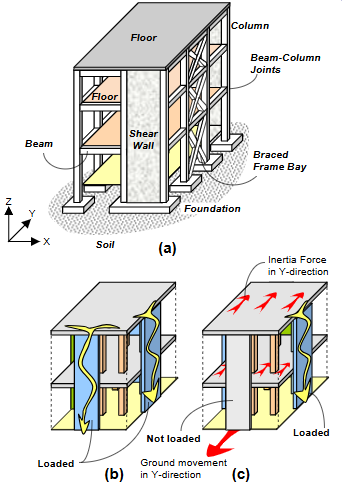 Floor
Column
Beam-Column
Joints
Floor
Shear
Wall
Beam
Braced
Frame Bay
Foundation
Z
Y
X
Soil
(a)
Inertia Force
in Y-direction
Not loaded
Loaded
Loaded
(b)
Ground movement
in Y-direction
(c)